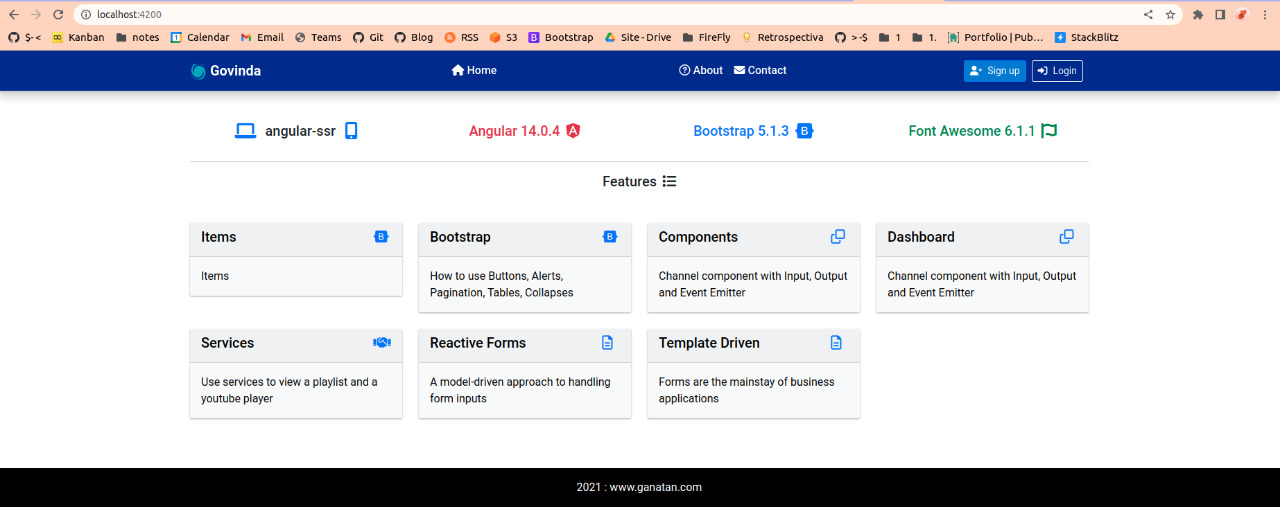 localhost:4200
$-< Kanban notes Calendar Email Teams Git Blog RSS S3 Bootstrap Site-Drive FireFly Retrospectiva >-$ 1 1. Portfolio | Pub... StackBlitz
Govinda Home About Contact Sign up Login
angular-ssr Angular 14.0.4 Bootstrap 5.1.3 Font Awesome 6.1.1
Features
Items
Items
Bootstrap
How to use Buttons, Alerts,
Pagination, Tables, Collapses
Components
Channel component with Input, Output
and Event Emitter
Dashboard
Channel component with Input, Output
and Event Emitter
Services
Use services to view a playlist and a
youtube player
Reactive Forms
A model-driven approach to handling
form inputs
Template Driven
Forms are the mainstay of business
applications
2021 : www.ganatan.com